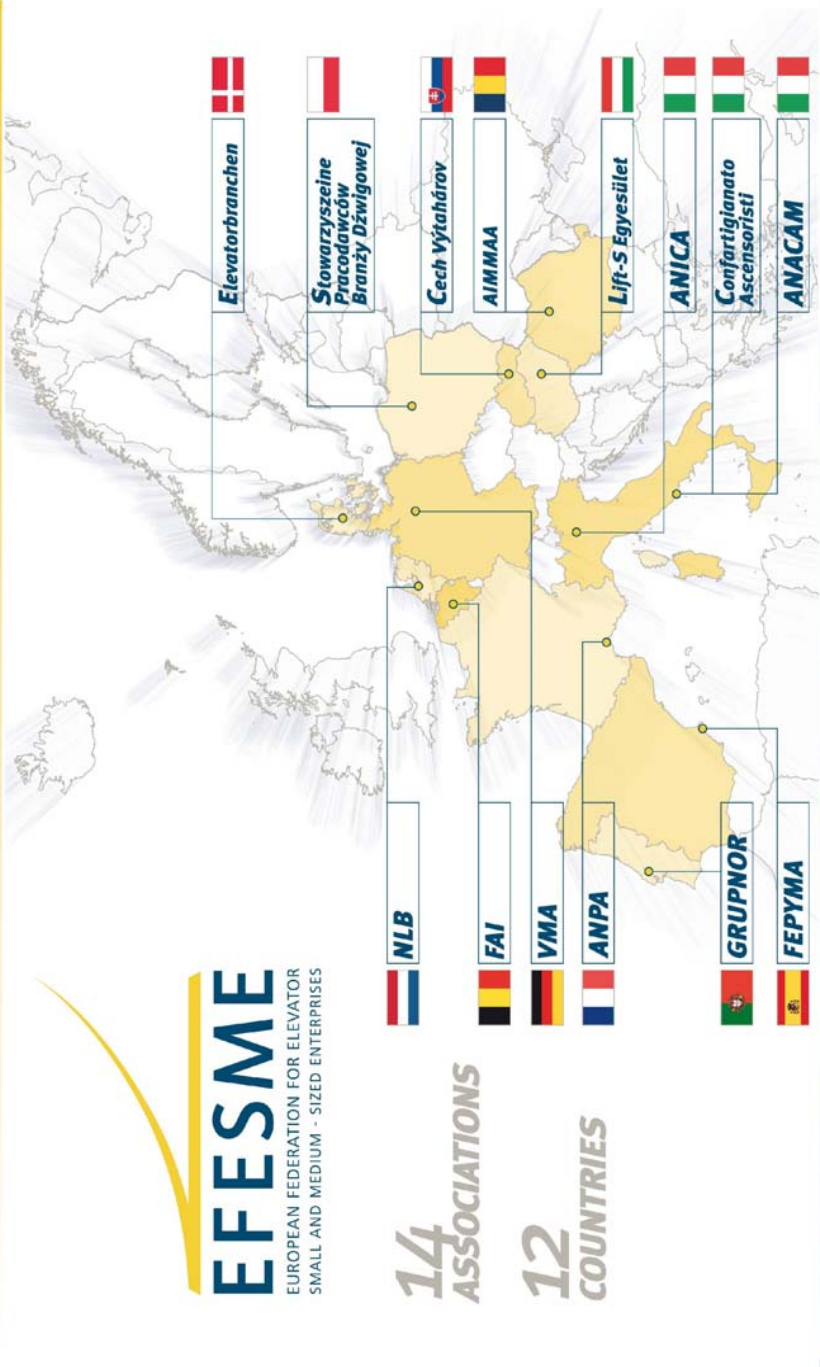 EFESME
EUROPEAN FEDERATION FOR ELEVATOR
SMALL AND MEDIUM - SIZED ENTERPRISES
14
ASSOCIATIONS
12
COUNTRIES
NLB
FAI
VMA
ANPA
GRUPNOR
FEPYMA
Elevatorbranchen
Stowarzyszeine
Pracodawców
Branży Dźwigowej
Cech Výtahárov
AIMMAA
Lift-S Egyesület
ANICA
Confartigianato
Ascensoristi
ANACAM